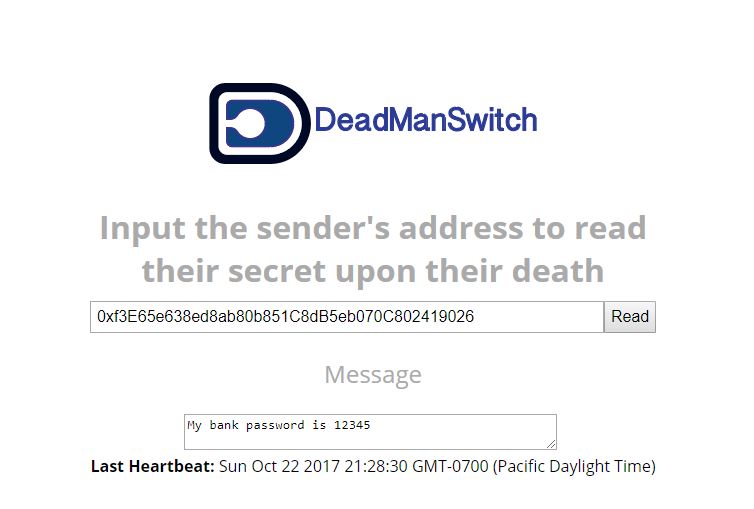 DeadManSwitch
Input the sender's address to read
their secret upon their death
0xf3E65e638ed8ab80b851C8dB5eb070C802419026
Read
Message
My bank password is 12345
Last Heartbeat: Sun Oct 22 2017 21:28:30 GMT-0700 (Pacific Daylight Time)